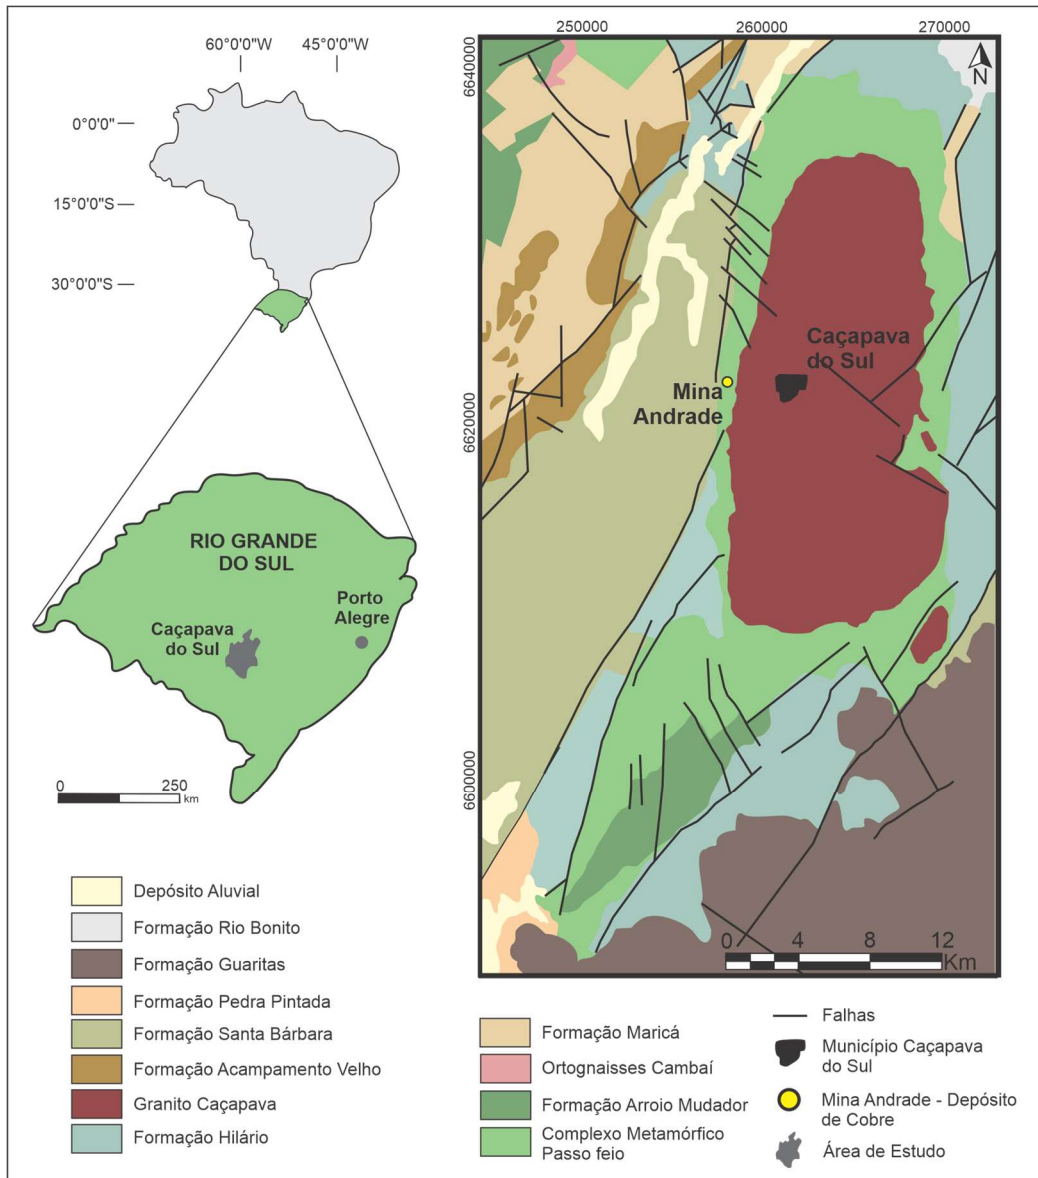 60°0'0"W
45°0'0"W
0°0'0"
15°0'0"S
30°0'0"S
RIO GRANDE
DO SUL
Porto
Alegre
Caçapava
do Sul
0
250
km
250000
260000
270000
6640000
6620000
6600000
N
Caçapava
do Sul
Mina
Andrade
0
4
8
12
Km
Depósito Aluvial
Formação Rio Bonito
Formação Guaritas
Formação Pedra Pintada
Formação Santa Bárbara
Formação Acampamento Velho
Granito Caçapava
Formação Hilário
Formação Maricá
Ortognaisses Cambaí
Formação Arroio Mudador
Complexo Metamórfico
Passo feio
Falhas
Município Caçapava
do Sul
Mina Andrade - Depósito
de Cobre
Área de Estudo